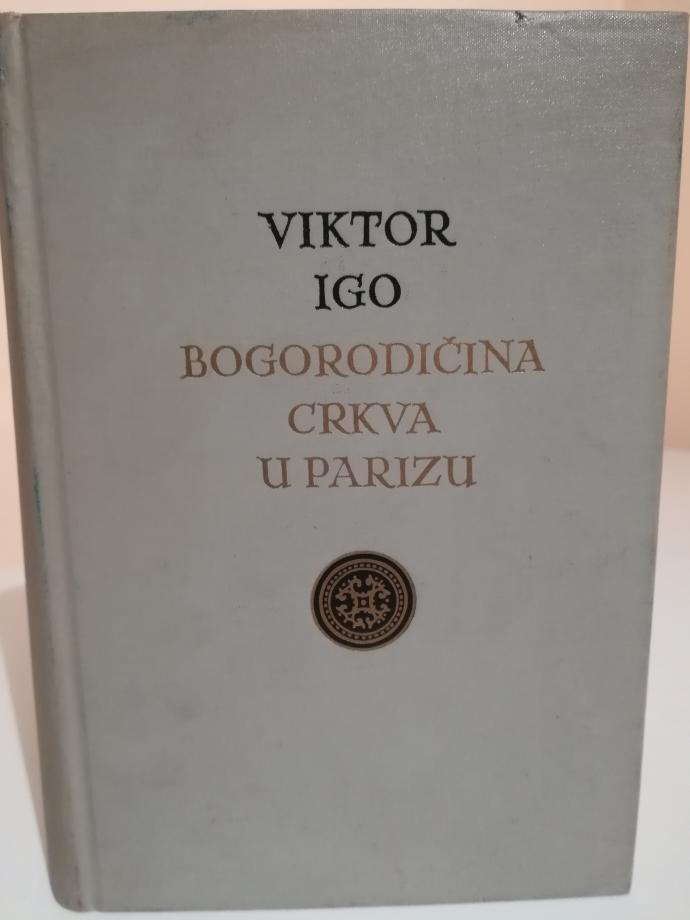 VIKTOR
IGO
BOGORODIČINA
CRKVA
U PARIZU